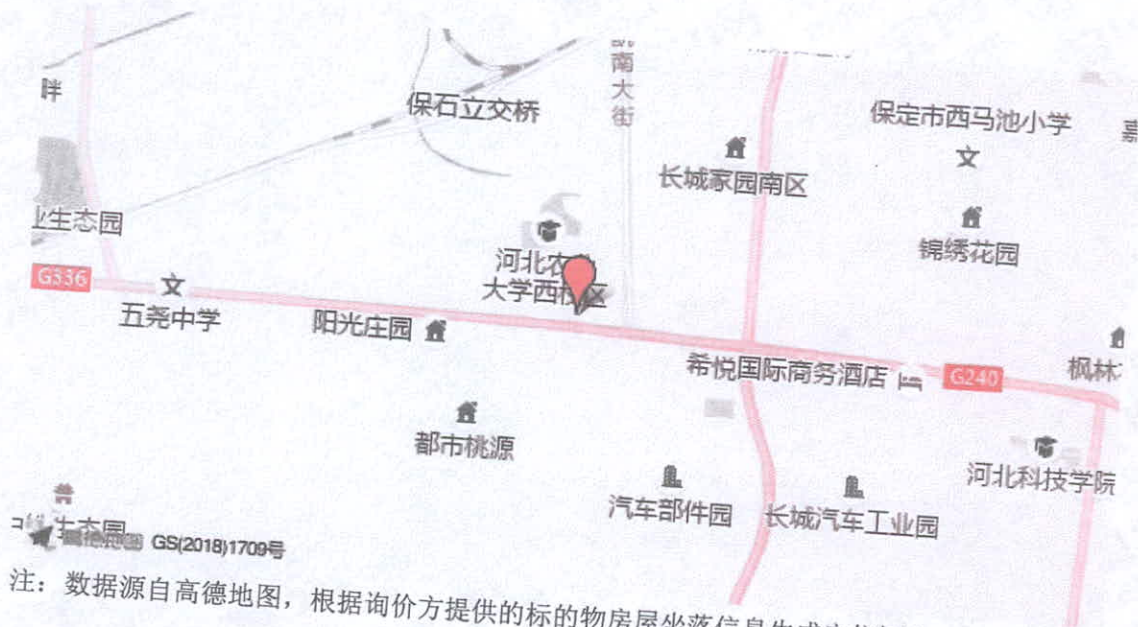 南大街
畔
保石立交桥
保定市西马池小学
嘉
长城家园南区
业生态园
锦绣花园
河北农
大学西校区
G336
五尧中学
阳光庄园
希悦国际商务酒店
G240
枫林
都市桃源
河北科技学院
汽车部件园
长城汽车工业园
生态园
GS(2018)1709号
注：数据源自高德地图，根据询价方提供的标的物房屋坐落信息生成